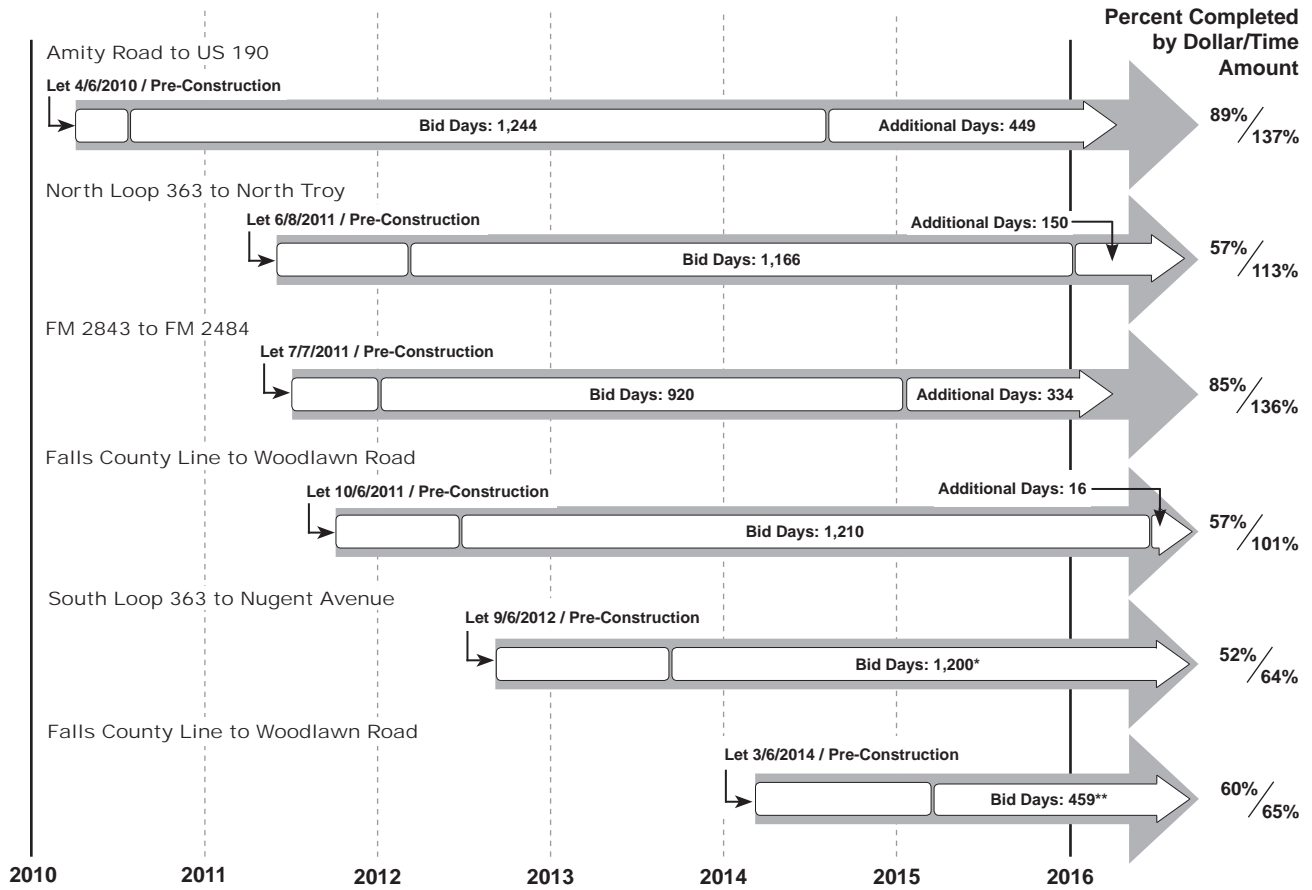 Percent Completed
by Dollar/Time
Amount
Amity Road to US 190
Let 4/6/2010 / Pre-Construction
Bid Days: 1,244
Additional Days: 449
89%/137%
North Loop 363 to North Troy
Let 6/8/2011 / Pre-Construction
Additional Days: 150
Bid Days: 1,166
57%/113%
FM 2843 to FM 2484
Let 7/7/2011 / Pre-Construction
Bid Days: 920
Additional Days: 334
85%/136%
Falls County Line to Woodlawn Road
Let 10/6/2011 / Pre-Construction
Additional Days: 16
Bid Days: 1,210
57%/101%
South Loop 363 to Nugent Avenue
Let 9/6/2012 / Pre-Construction
Bid Days: 1,200*
52%/64%
Falls County Line to Woodlawn Road
Let 3/6/2014 / Pre-Construction
Bid Days: 459**
60%/65%
2010 2011 2012 2013 2014 2015 2016